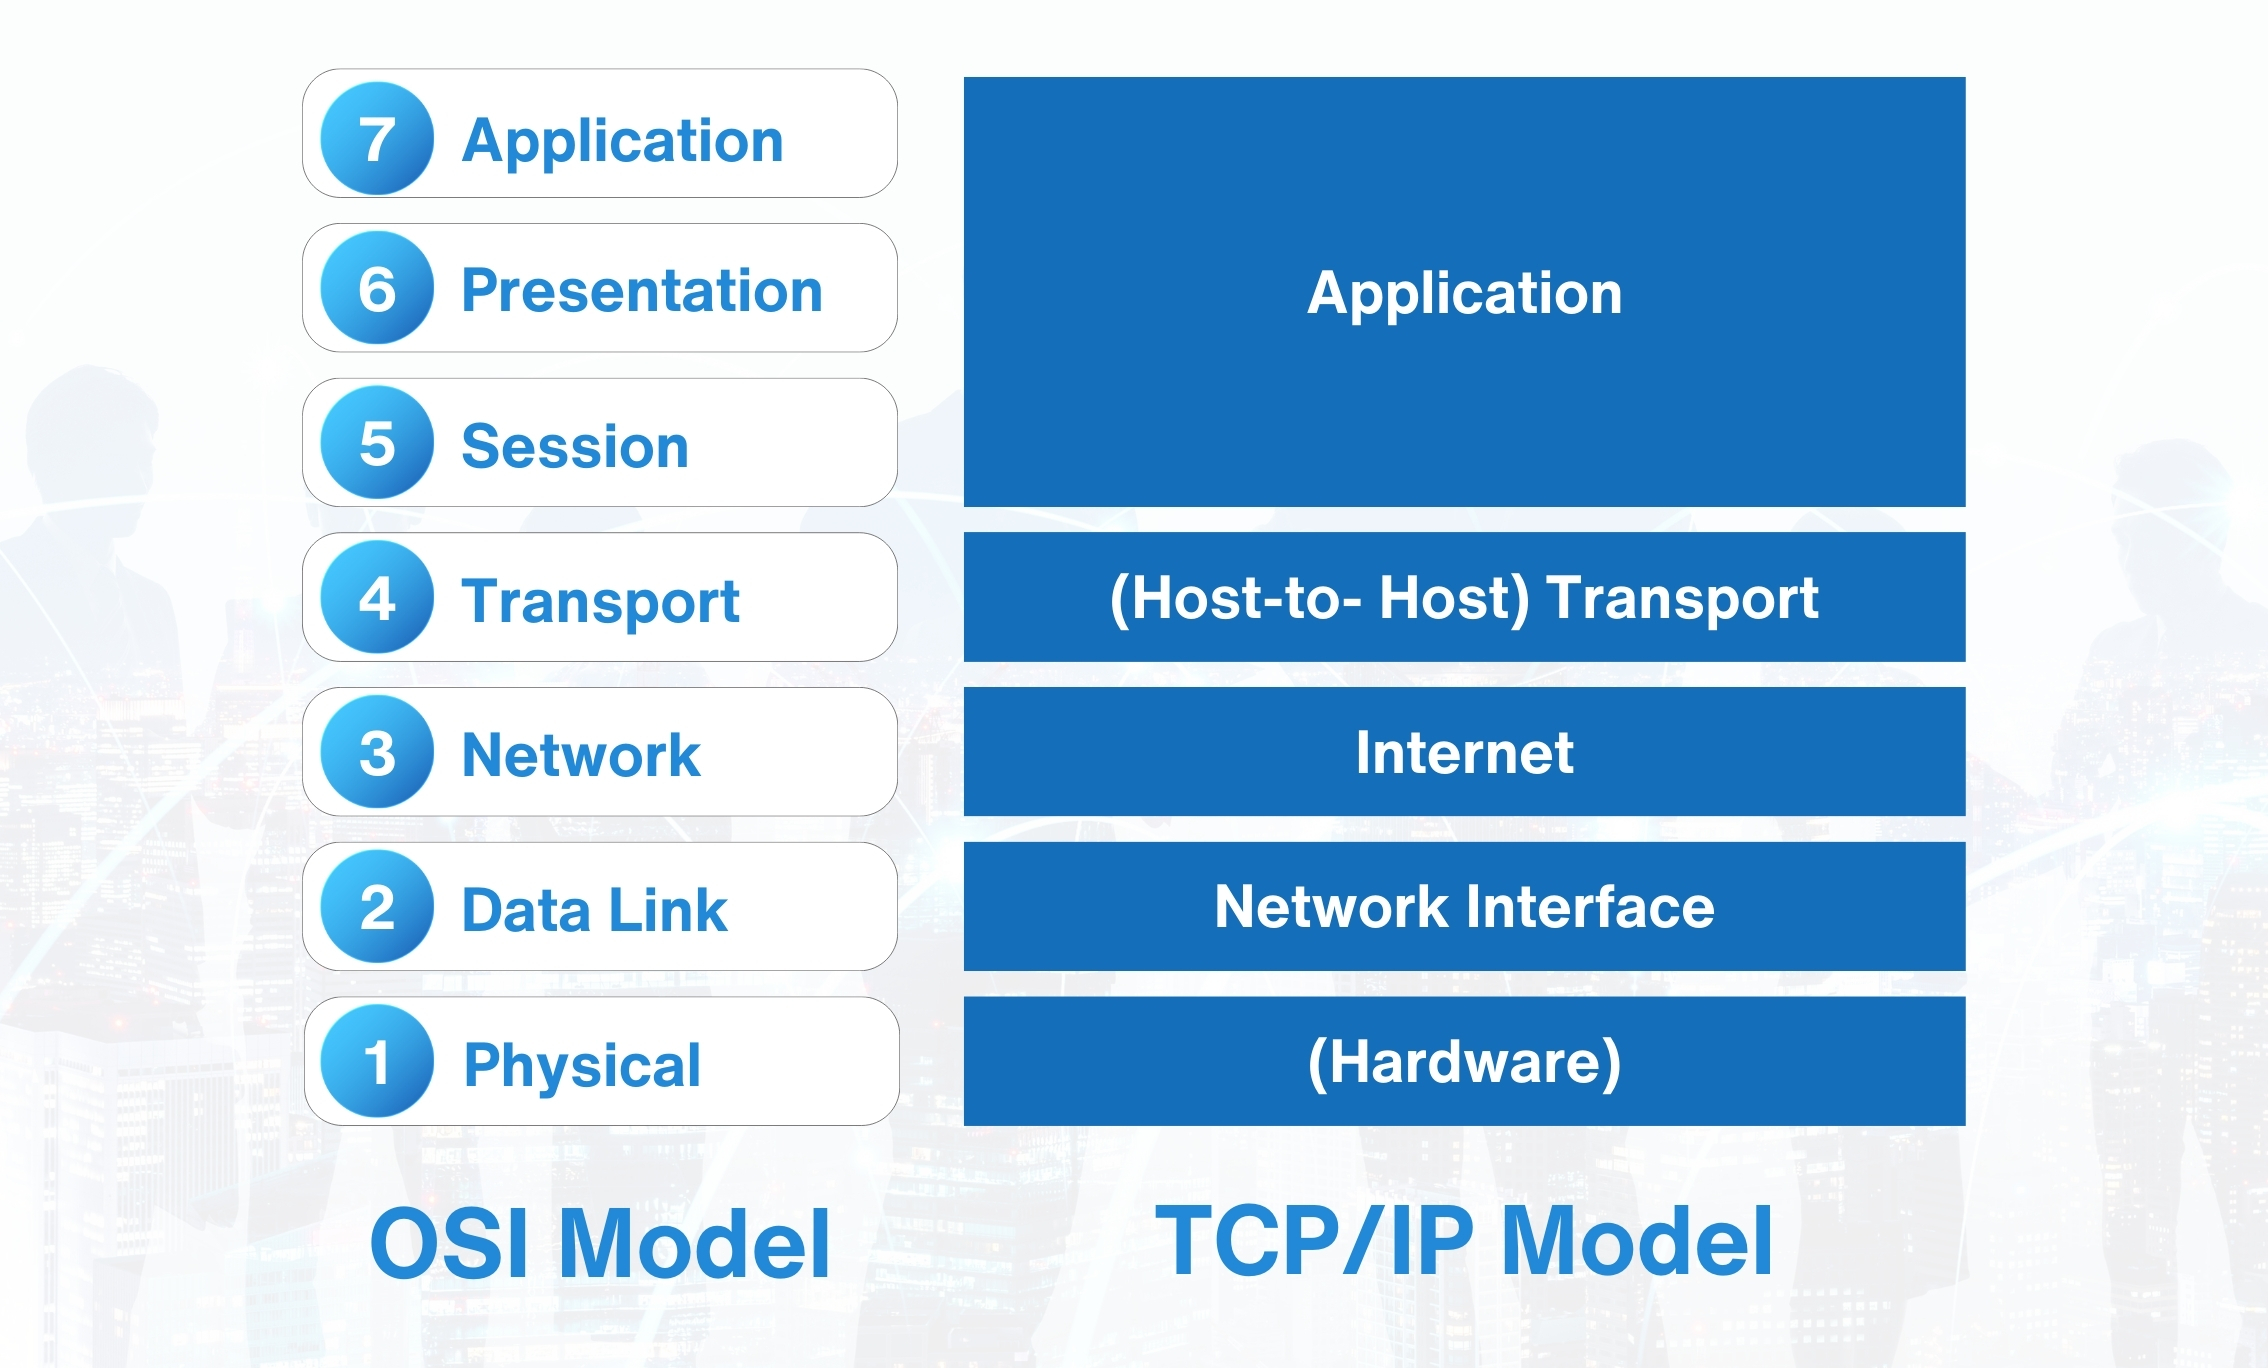 7 Application
6 Presentation
5 Session
4 Transport
3 Network
2 Data Link
1 Physical
OSI Model
Application
(Host-to- Host) Transport
Internet
Network Interface
(Hardware)
TCP/IP Model